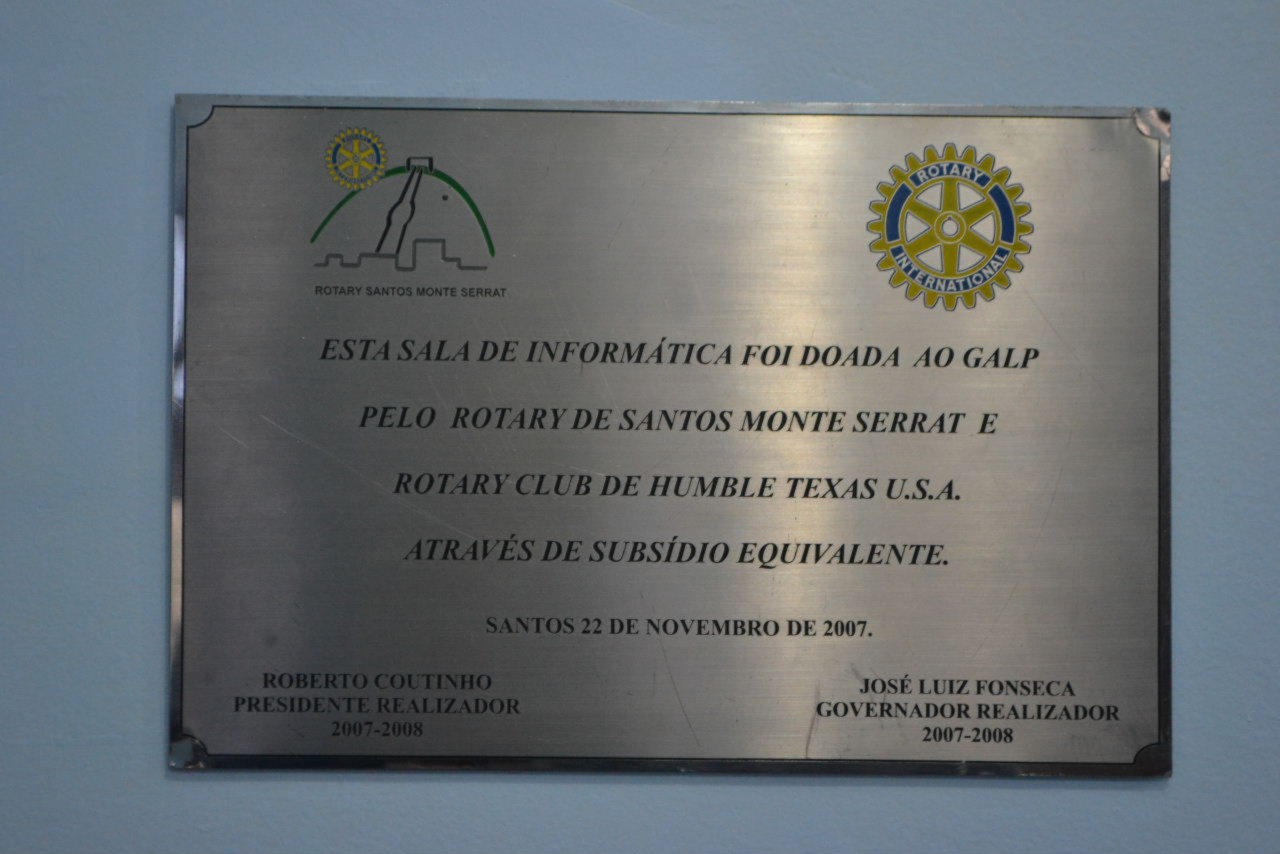 ROTARY
INTERNATIONAL
ROTARY SANTOS MONTE SERRAT
ESTA SALA DE INFORMÁTICA FOI DOADA AO GALP
PELO ROTARY DE SANTOS MONTE SERRAT E
ROTARY CLUB DE HUMBLE TEXAS U.S.A.
ATRAVÉS DE SUBSÍDIO EQUIVALENTE.
SANTOS 22 DE NOVEMBRO DE 2007.
ROBERTO COUTINHO
PRESIDENTE REALIZADOR
2007-2008
JOSÉ LUIZ FONSECA
GOVERNADOR REALIZADOR
2007-2008